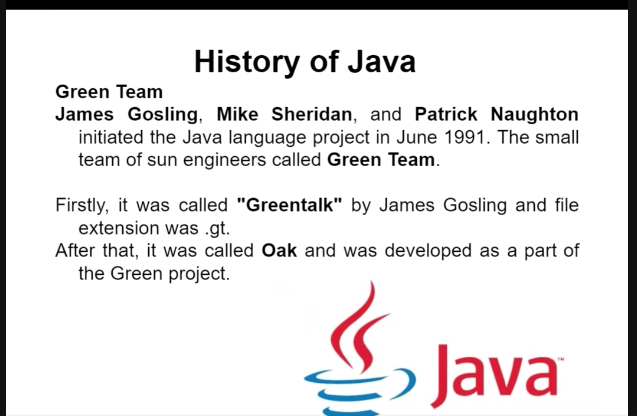 History of Java
Green Team
James Gosling, Mike Sheridan, and Patrick Naughton
initiated the Java language project in June 1991. The small
team of sun engineers called Green Team.
Firstly, it was called "Greentalk" by James Gosling and file
extension was .gt.
After that, it was called Oak and was developed as a part of
the Green project.
Java™